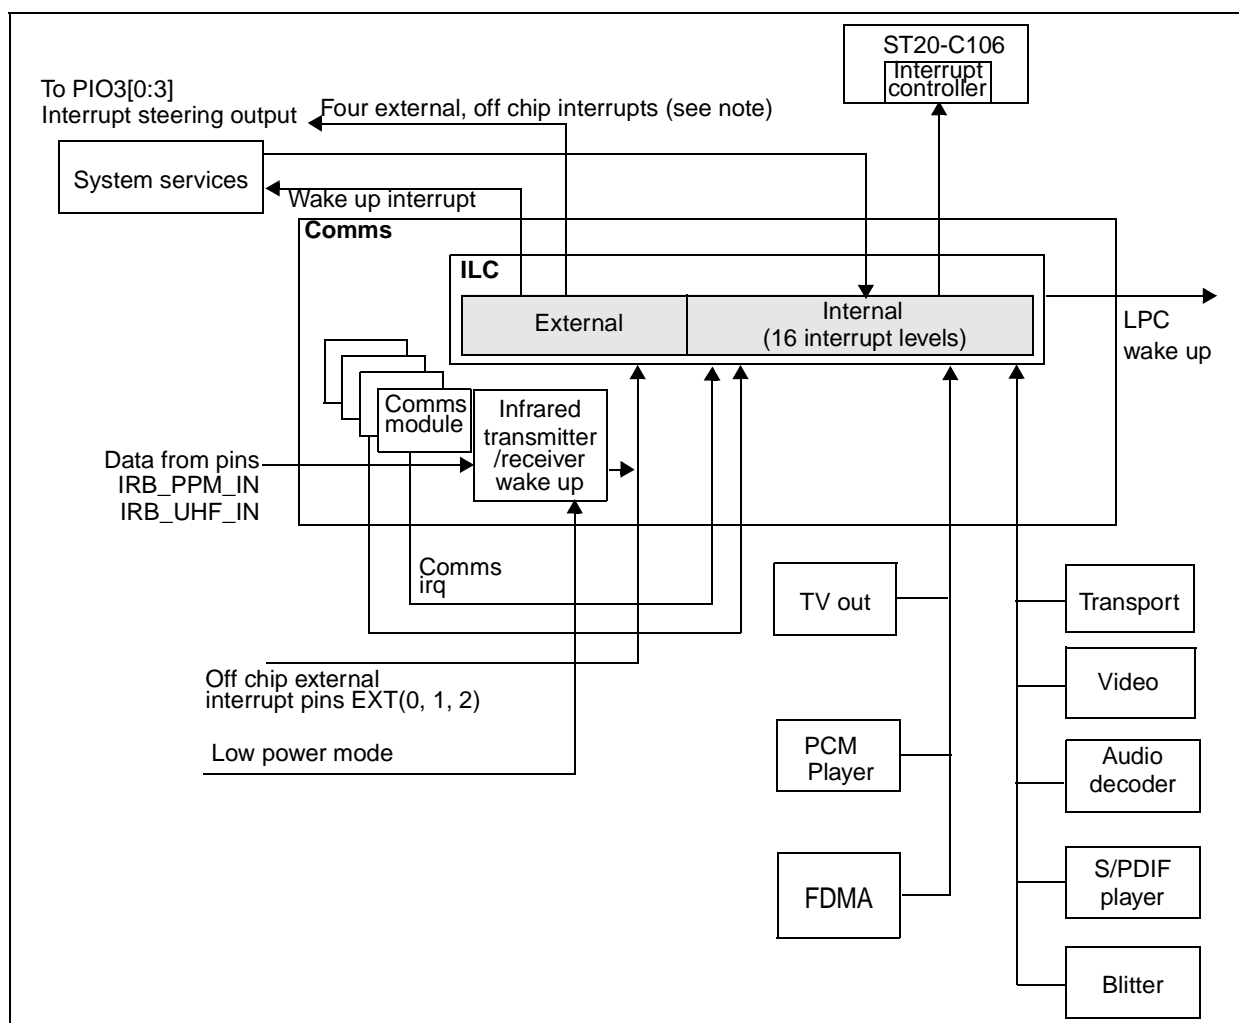 ST20-C106
Interrupt
controller
To PIO3[0:3]
Interrupt steering output
Four external, off chip interrupts (see note)
System services
Wake up interrupt
Comms
ILC
External
Internal
(16 interrupt levels)
LPC
wake up
Comms
module
Infrared
transmitter
/receiver
wake up
Data from pins
IRB_PPM_IN
IRB_UHF_IN
Comms
irq
TV out
Transport
Off chip external
interrupt pins EXT(0, 1, 2)
Video
Low power mode
PCM
Player
Audio
decoder
FDMA
S/PDIF
player
Blitter